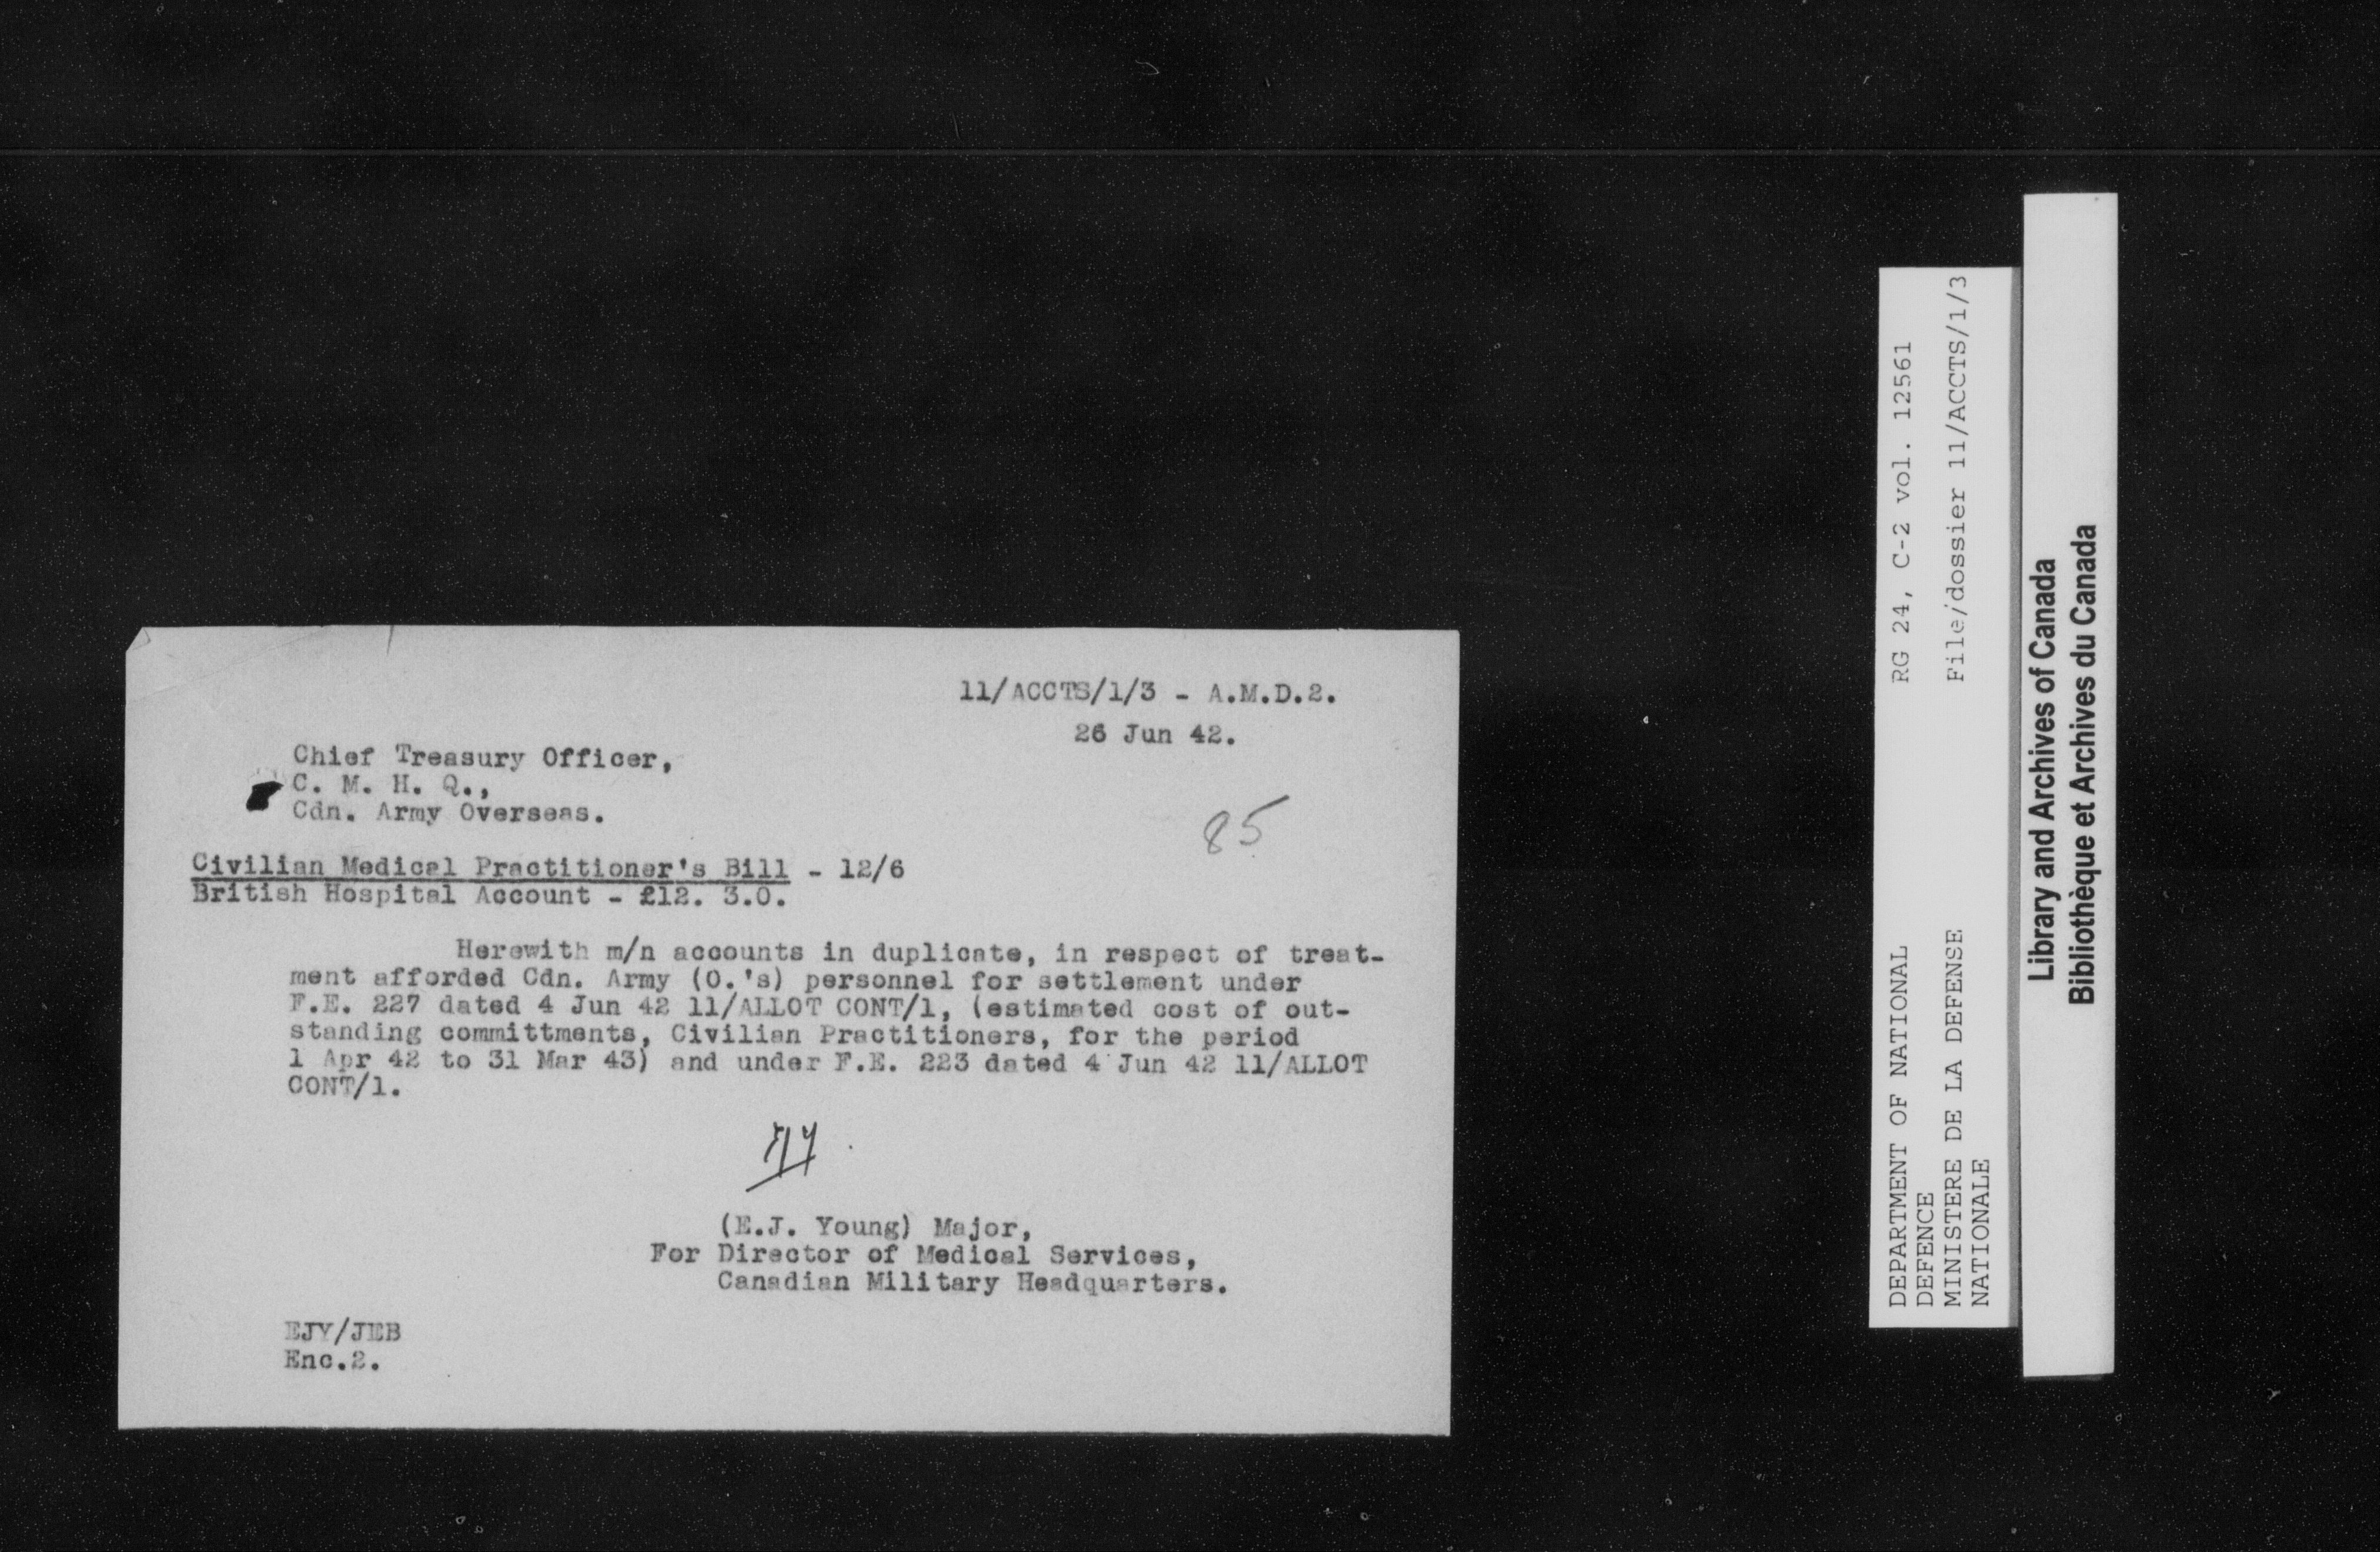 11/ACCTS/1/3 - A.M.D.2.
26 Jun 42.
Chief Treasury Officer,
C. M. H. Q.,
Cdn. Army Overseas.
85
Civilian Medical Practitioner's Bill - 12/6
British Hospital Account - £12. 3.0.
Herewith m/n accounts in duplicate, in respect of treat-
ment afforded Cdn. Army (O.'s) personnel for settlement under
F.E. 227 dated 4 Jun 42 11/ALLOT CONT/1, (estimated cost of out-
standing committments, Civilian Practitioners, for the period
1 Apr 42 to 31 Mar 43) and under F.E. 223 dated 4 Jun 42 11/ALLOT
CONT/1.
(E.J. Young) Major,
For Director of Medical Services,
Canadian Military Headquarters.
EJY/JEB
Enc.2.
DEPARTMENT OF NATIONAL
DEFENCE
MINISTERE DE LA DEFENSE
NATIONALE
RG 24, C-2 vol. 12561
File/dossier 11/ACCTS/1/3
Library and Archives of Canada
Bibliothèque et Archives du Canada